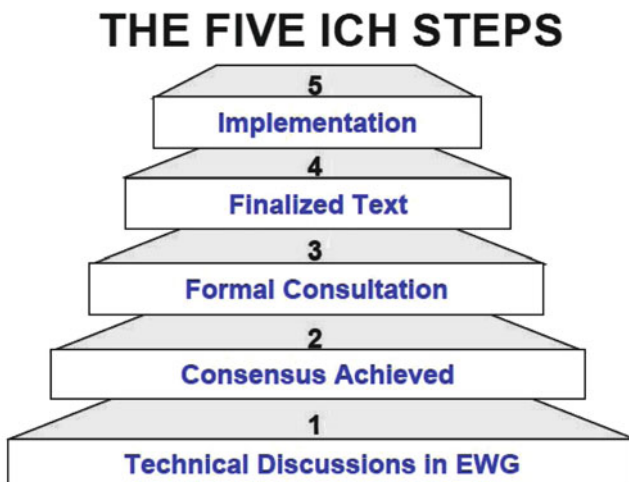 THE FIVE ICH STEPS
5
Implementation
4
Finalized Text
3
Formal Consultation
2
Consensus Achieved
1
Technical Discussions in EWG